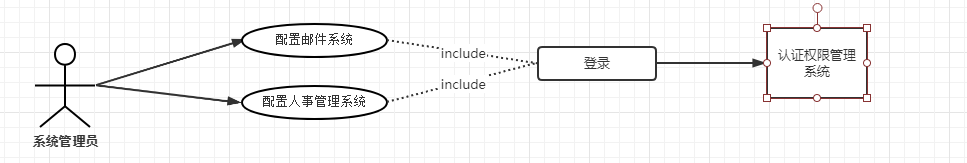 配置邮件系统
include
登录
认证权限管理
系统
include
配置人事管理系统
系统管理员